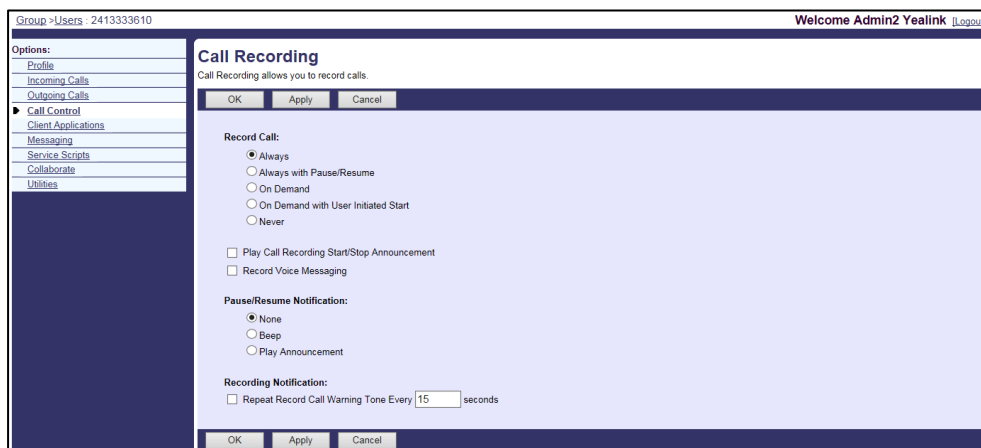 Group >Users : 2413333610
Welcome Admin2 Yealink [Logou
Options:
Profile
Incoming Calls
Outgoing Calls
Call Control
Client Applications
Messaging
Service Scripts
Collaborate
Utilities
Call Recording
Call Recording allows you to record calls.
OK Apply Cancel
Record Call:
Always
Always with Pause/Resume
On Demand
On Demand with User Initiated Start
Never
Play Call Recording Start/Stop Announcement
Record Voice Messaging
Pause/Resume Notification:
None
Beep
Play Announcement
Recording Notification:
Repeat Record Call Warning Tone Every 15 seconds
OK Apply Cancel